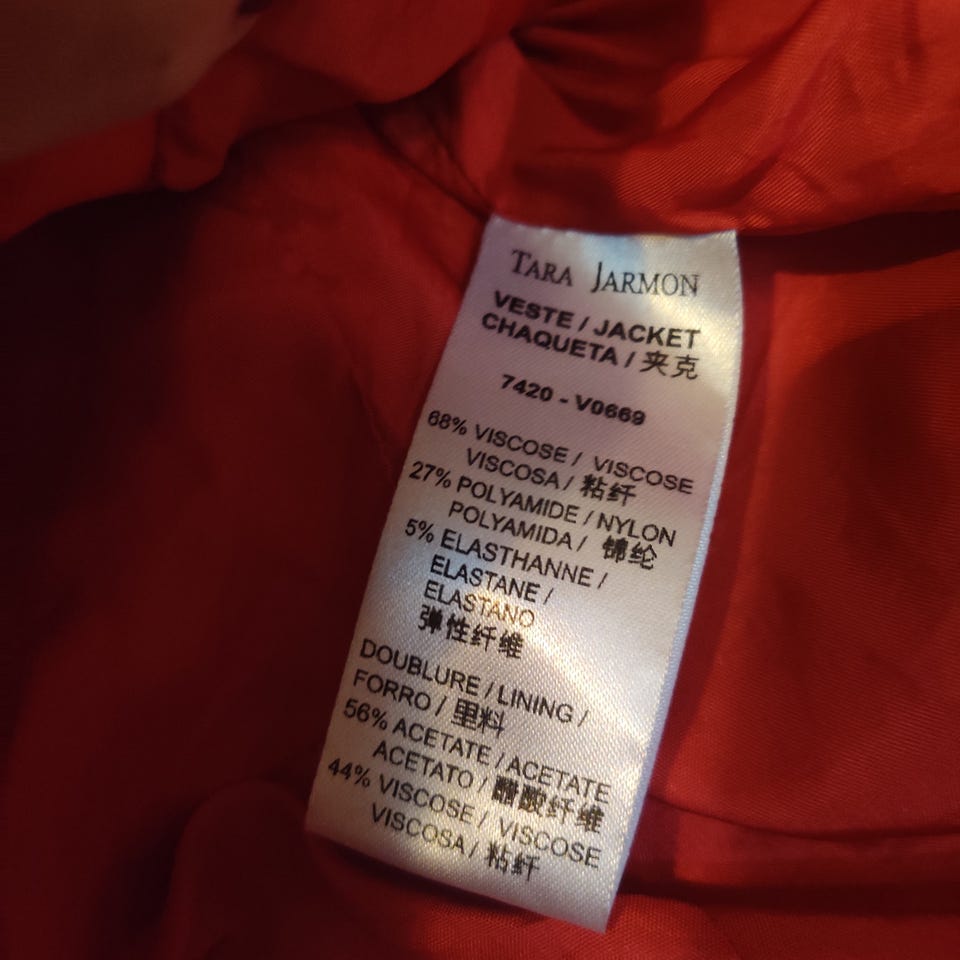 TARA JARMON
VESTE / JACKET
CHAQUETA / 夹克
7420 - V0669
68% VISCOSE / VISCOSE
VISCOSA / 粘纤
27% POLYAMIDE / NYLON
POLYAMIDA / 锦纶
5% ELASTHANNE /
ELASTANE /
ELASTANO
弹性纤维
DOUBLURE / LINING /
FORRO / 里料
56% ACETATE / ACETATE
ACETATO / 醋酸纤维
44% VISCOSE / VISCOSE
VISCOSA / 粘纤